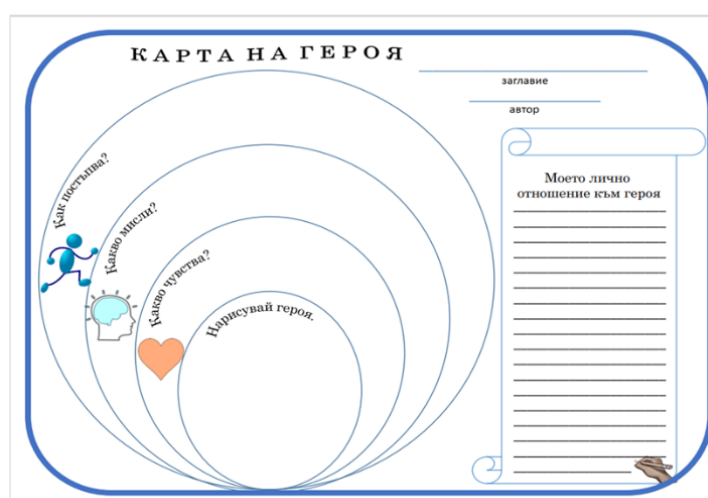 КАРТА НА ГЕРОЯ
заглавие
автор
Как постъпва?
Какво мисли?
Какво чувства?
Нарисувай героя.
Моето лично
отношение към героя